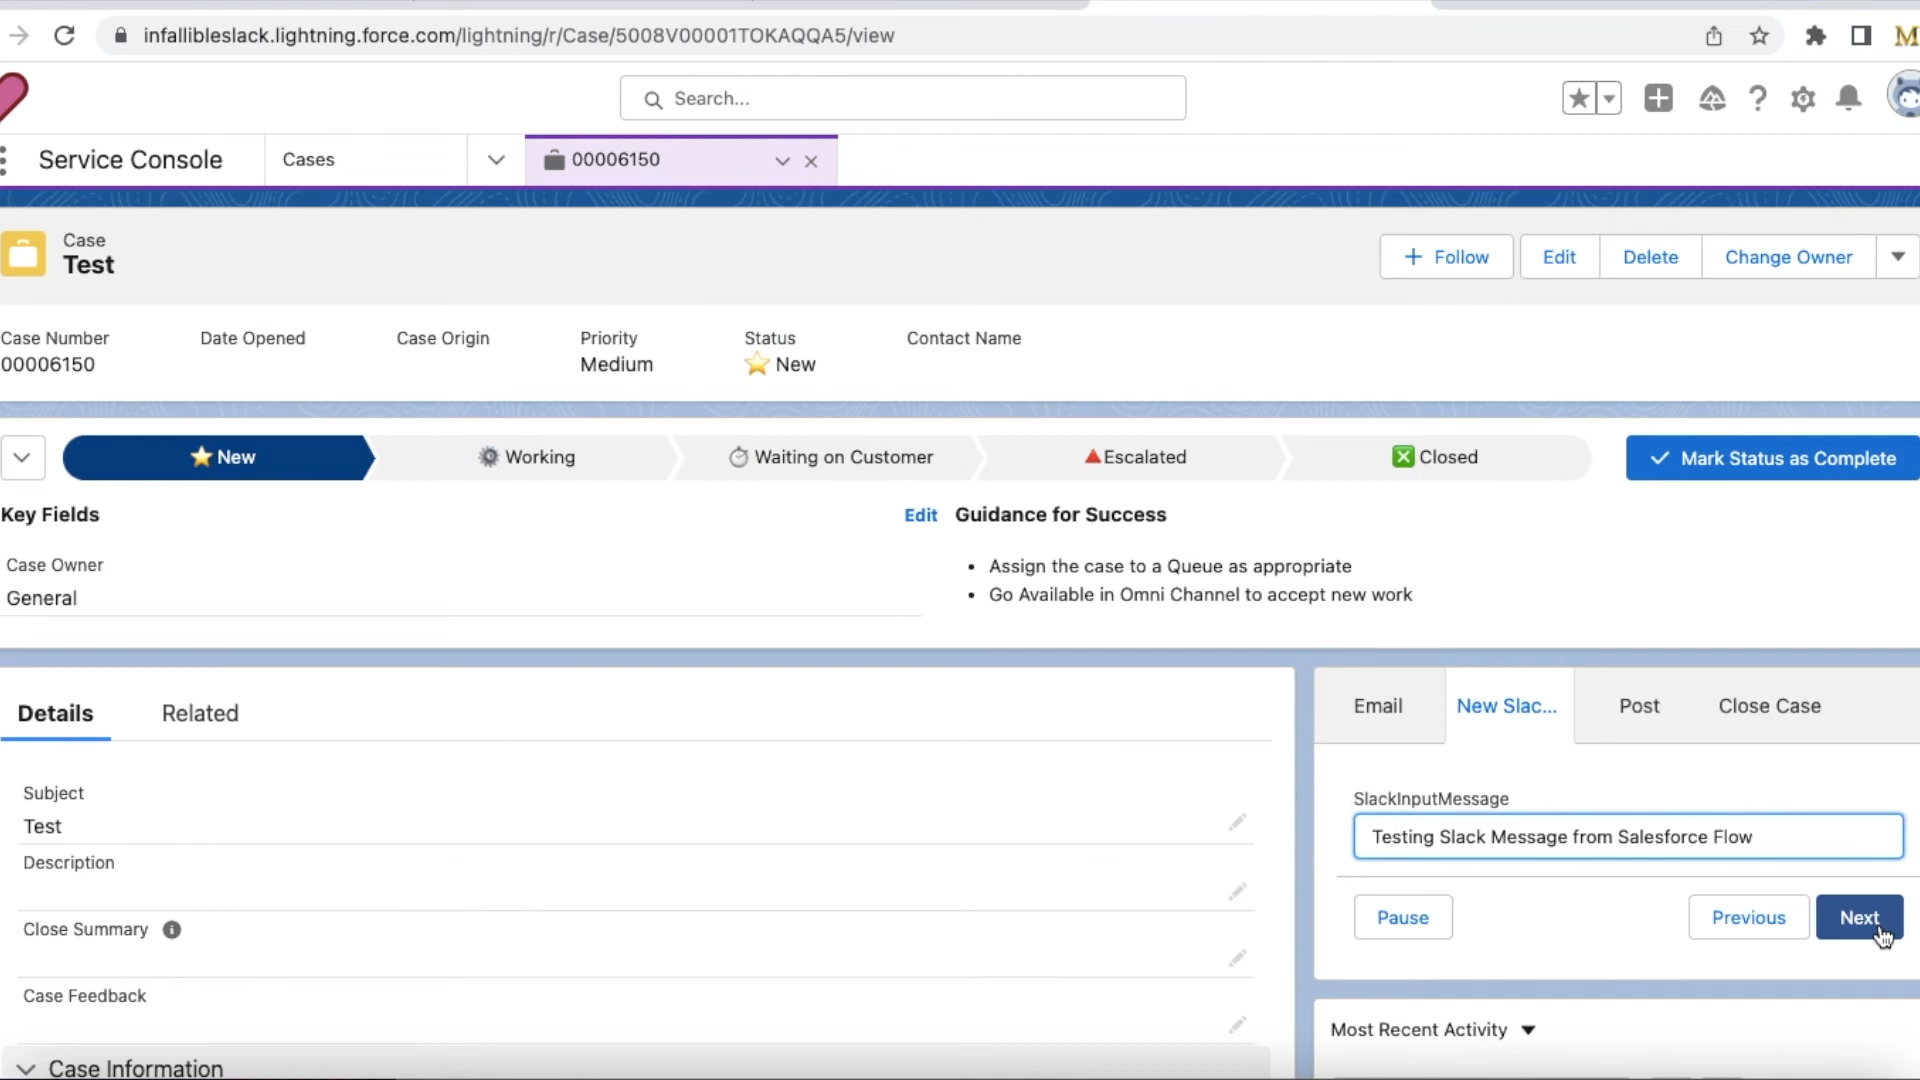 infallibleslack.lightning.force.com/lightning/r/Case/5008V00001TOKAQQA5/view
M
Search...
Service Console
Cases
00006150
Case
Test
Follow
Edit
Delete
Change Owner
Case Number
Date Opened
Case Origin
Priority
Status
Contact Name
00006150
Medium
New
New
Working
Waiting on Customer
Escalated
Closed
Mark Status as Complete
Key Fields
Edit
Guidance for Success
Case Owner
General
• Assign the case to a Queue as appropriate
• Go Available in Omni Channel to accept new work
Details
Related
Subject
Test
Description
Close Summary
Case Feedback
Case Information
Email
New Slac...
Post
Close Case
SlackInputMessage
Testing Slack Message from Salesforce Flow
Pause
Previous
Next
Most Recent Activity